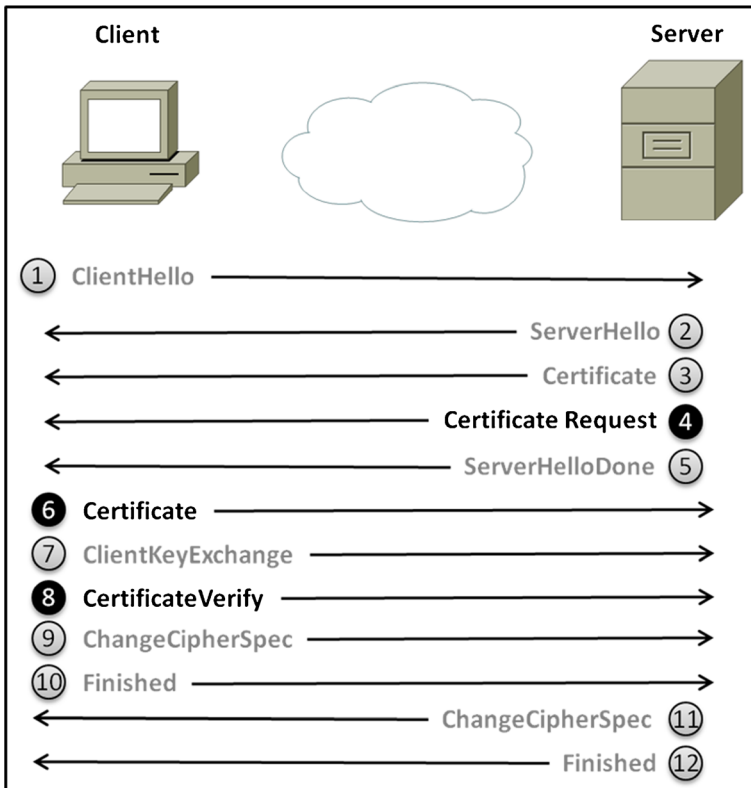 Client
Server
1 ClientHello
ServerHello 2
Certificate 3
Certificate Request 4
ServerHelloDone 5
6 Certificate
7 ClientKeyExchange
8 CertificateVerify
9 ChangeCipherSpec
10 Finished
ChangeCipherSpec 11
Finished 12